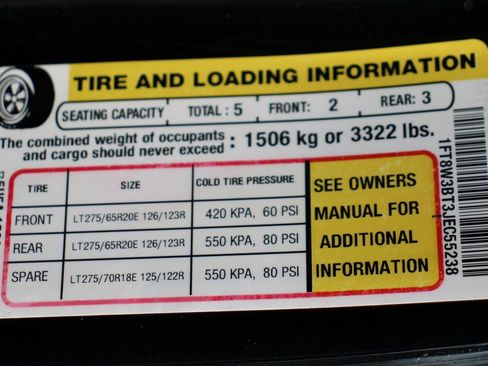 TIRE AND LOADING INFORMATION
SEATING CAPACITY TOTAL : 5 FRONT: 2 REAR: 3
The combined weight of occupants
and cargo should never exceed : 1506 kg or 3322 lbs.
TIRE SIZE COLD TIRE PRESSURE
FRONT LT275/65R20E 126/123R 420 KPA, 60 PSI
REAR LT275/65R20E 126/123R 550 KPA, 80 PSI
SPARE LT275/70R18E 125/122R 550 KPA, 80 PSI
SEE OWNERS
MANUAL FOR
ADDITIONAL
INFORMATION
1FT8W3BT3JEC55238